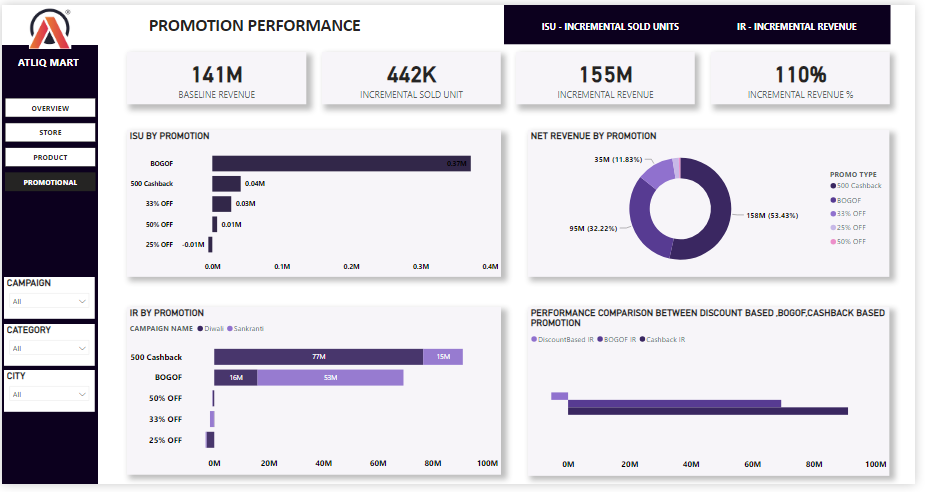 PROMOTION PERFORMANCE
ISU - INCREMENTAL SOLD UNITS
IR - INCREMENTAL REVENUE
®
ATLIQ MART
OVERVIEW
STORE
PRODUCT
PROMOTIONAL
CAMPAIGN
All
CATEGORY
All
CITY
All
141M
BASELINE REVENUE
442K
INCREMENTAL SOLD UNIT
155M
INCREMENTAL REVENUE
110%
INCREMENTAL REVENUE %
ISU BY PROMOTION
BOGOF 0.37M
500 Cashback 0.04M
33% OFF 0.03M
50% OFF 0.01M
25% OFF -0.01M
0.0M 0.1M 0.2M 0.3M 0.4M
NET REVENUE BY PROMOTION
35M (11.83%)
95M (32.22%)
158M (53.43%)
PROMO TYPE
500 Cashback
BOGOF
33% OFF
25% OFF
50% OFF
IR BY PROMOTION
CAMPAIGN NAME Diwali Sankranti
500 Cashback 77M 15M
BOGOF 16M 53M
50% OFF
33% OFF
25% OFF
0M 20M 40M 60M 80M 100M
PERFORMANCE COMPARISON BETWEEN DISCOUNT BASED ,BOGOF,CASHBACK BASED
PROMOTION
DiscountBased IR BOGOF IR Cashback IR
0M 20M 40M 60M 80M 100M